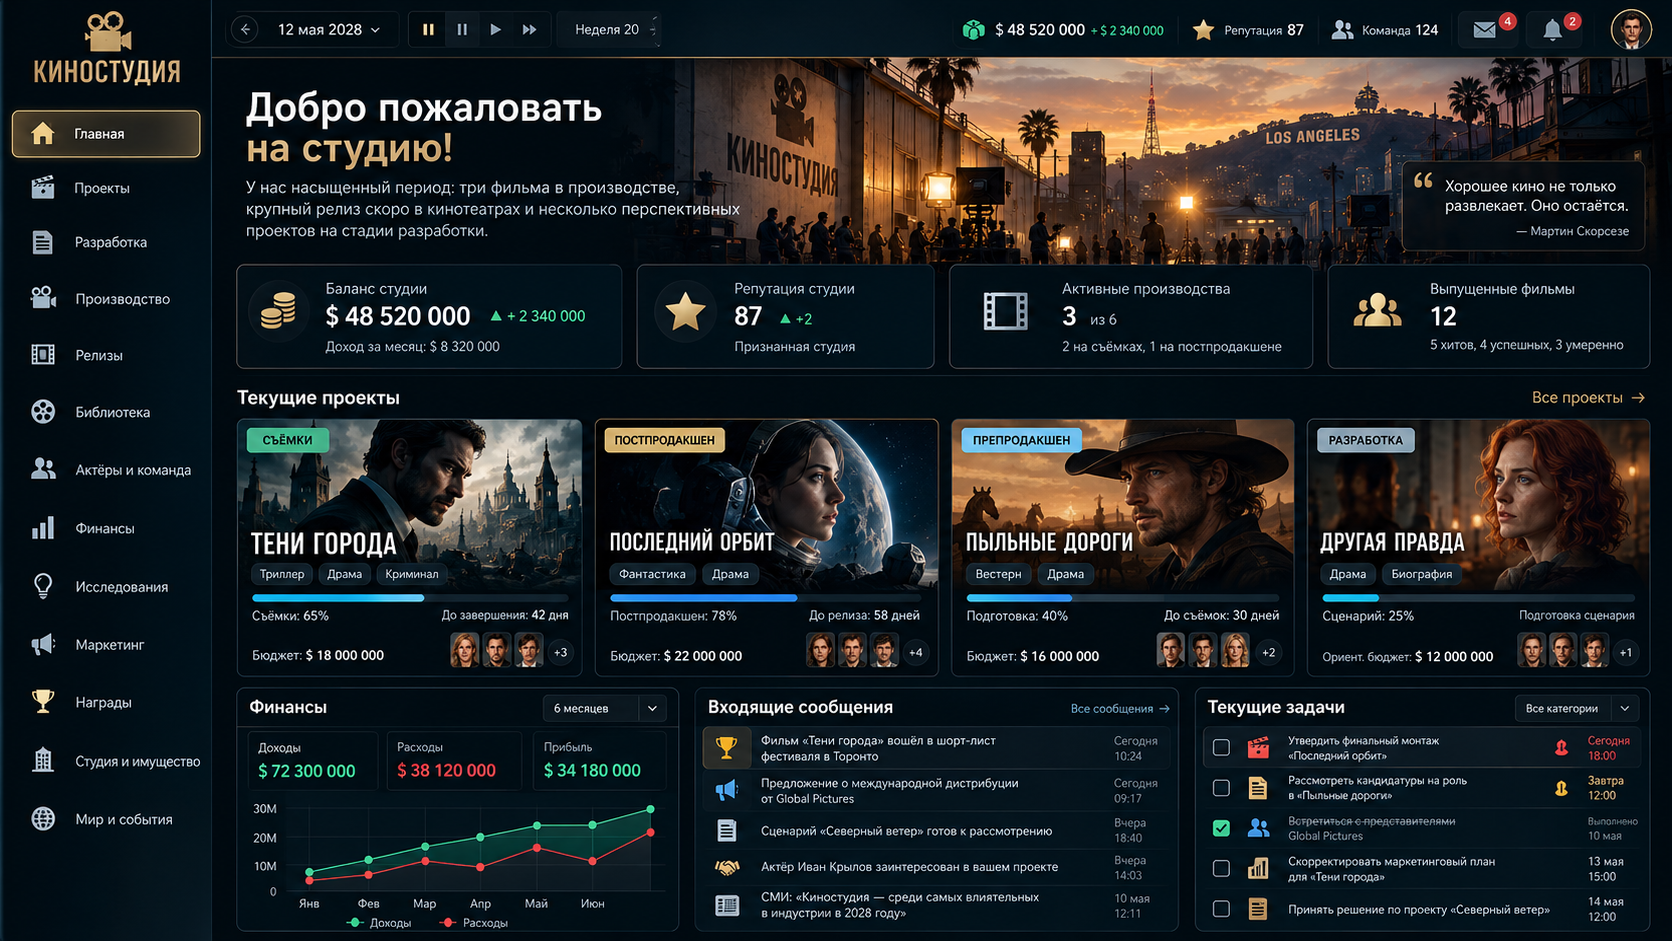 КИНОСТУДИЯ
12 мая 2028
Неделя 20
$ 48 520 000 + $ 2 340 000
Репутация 87
Команда 124
4
2
Главная
Проекты
Разработка
Производство
Релизы
Библиотека
Актёры и команда
Финансы
Исследования
Маркетинг
Награды
Студия и имущество
Мир и события
Добро пожаловать
на студию!
У нас насыщенный период: три фильма в производстве,
крупный релиз скоро в кинотеатрах и несколько перспективных
проектов на стадии разработки.
КИНОСТУДИЯ
LOS ANGELES
“ Хорошее кино не только
развлекает. Оно остаётся.
— Мартин Скорсезе
Баланс студии
$ 48 520 000 ▲ + 2 340 000
Доход за месяц: $ 8 320 000
Репутация студии
87 ▲ +2
Признанная студия
Активные производства
3 из 6
2 на съёмках, 1 на постпродакшене
Выпущенные фильмы
12
5 хитов, 4 успешных, 3 умеренно
Текущие проекты
Все проекты →
СЪЁМКИ
ТЕНИ ГОРОДА
Триллер Драма Криминал
Съёмки: 65% До завершения: 42 дня
Бюджет: $ 18 000 000 +3
ПОСТПРОДАКШЕН
ПОСЛЕДНИЙ ОРБИТ
Фантастика Драма
Постпродакшен: 78% До релиза: 58 дней
Бюджет: $ 22 000 000 +4
ПРЕПРОДАКШЕН
ПЫЛЬНЫЕ ДОРОГИ
Вестерн Драма
Подготовка: 40% До съёмок: 30 дней
Бюджет: $ 16 000 000 +2
РАЗРАБОТКА
ДРУГАЯ ПРАВДА
Драма Биография
Сценарий: 25% Подготовка сценария
Ориент. бюджет: $ 12 000 000 +1
Финансы
6 месяцев
Доходы
$ 72 300 000
Расходы
$ 38 120 000
Прибыль
$ 34 180 000
30M
20M
10M
0
Янв Фев Мар Апр Май Июн
Доходы Расходы
Входящие сообщения
Все сообщения →
Фильм «Тени города» вошёл в шорт-лист
фестиваля в Торонто
Сегодня
10:24
Предложение о международной дистрибуции
от Global Pictures
Сегодня
09:17
Сценарий «Северный ветер» готов к рассмотрению
Вчера
18:40
Актёр Иван Крылов заинтересован в вашем проекте
Вчера
14:03
СМИ: «Киностудия — среди самых влиятельных
в индустрии в 2028 году»
10 мая
12:11
Текущие задачи
Все категории
Утвердить финальный монтаж
«Последний орбит»
Сегодня
18:00
Рассмотреть кандидатуры на роль
в «Пыльные дороги»
Завтра
12:00
Встретиться с представителями
Global Pictures
Выполнено
10 мая
Скорректировать маркетинговый план
для «Тени города»
13 мая
15:00
Принять решение по проекту «Северный ветер»
14 мая
12:00